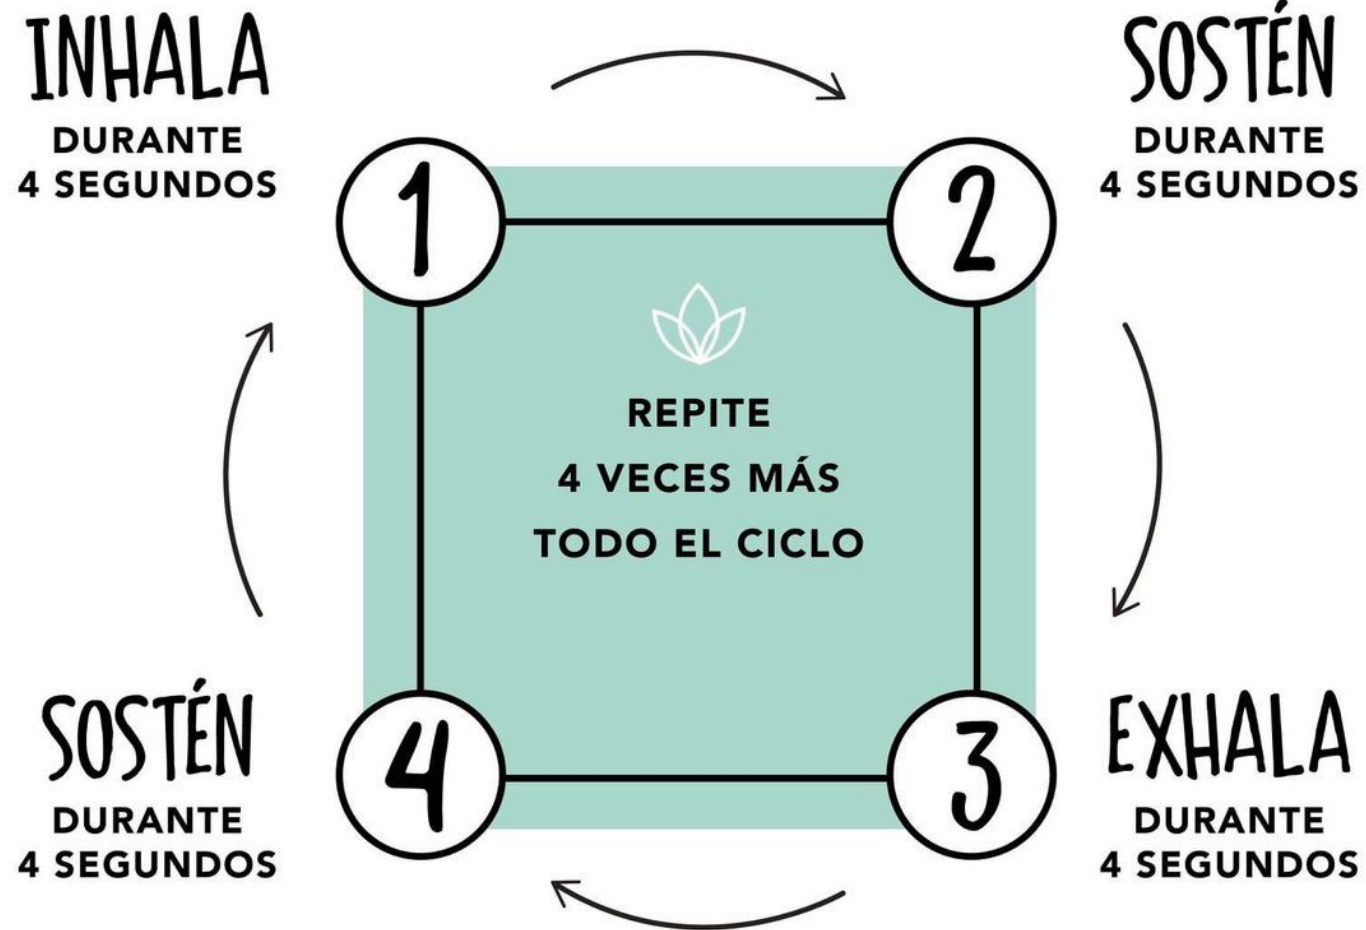 INHALA
DURANTE
4 SEGUNDOS
SOSTÉN
DURANTE
4 SEGUNDOS
1
2
REPITE
4 VECES MÁS
TODO EL CICLO
SOSTÉN
DURANTE
4 SEGUNDOS
4
3
EXHALA
DURANTE
4 SEGUNDOS